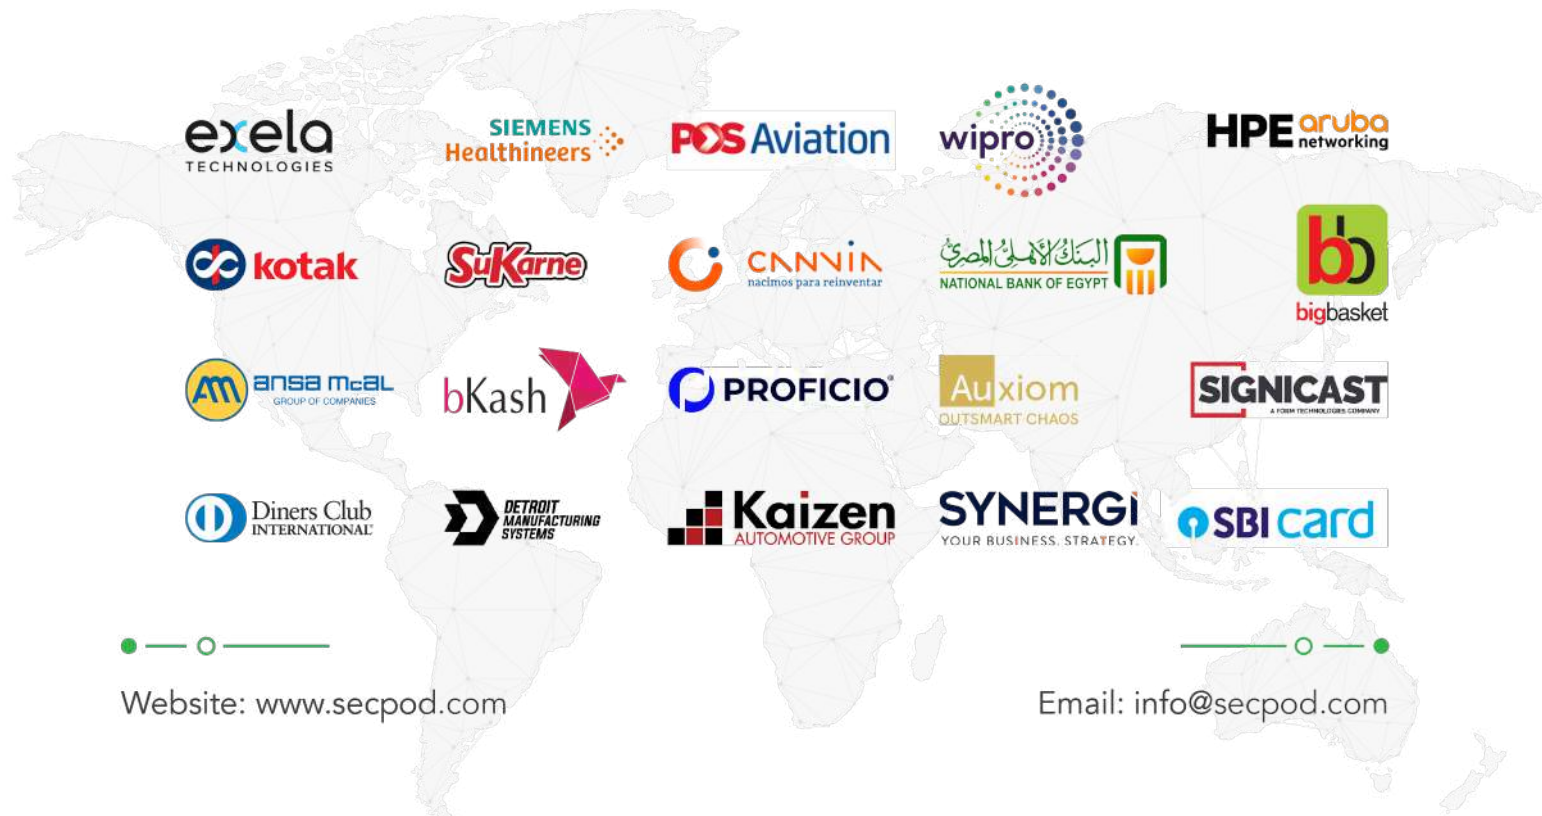 exela
TECHNOLOGIES
SIEMENS
Healthineers
POS Aviation
wipro
HPE aruba
networking
kotak
SuKarne
CANVIA
nacimos para reinventar
البنك الأهلي المصري
NATIONAL BANK OF EGYPT
bb
bigbasket
AM
ansa mcal
GROUP OF COMPANIES
bKash
PROFICIO®
Auxiom
OUTSMART CHAOS
SIGNICAST
A FORM TECHNOLOGIES COMPANY
Diners Club
INTERNATIONAL
DETROIT
MANUFACTURING
SYSTEMS
Kaizen
AUTOMOTIVE GROUP
SYNERGI
YOUR BUSINESS. STRATEGY.
SBI card
Website: www.secpod.com
Email: info@secpod.com